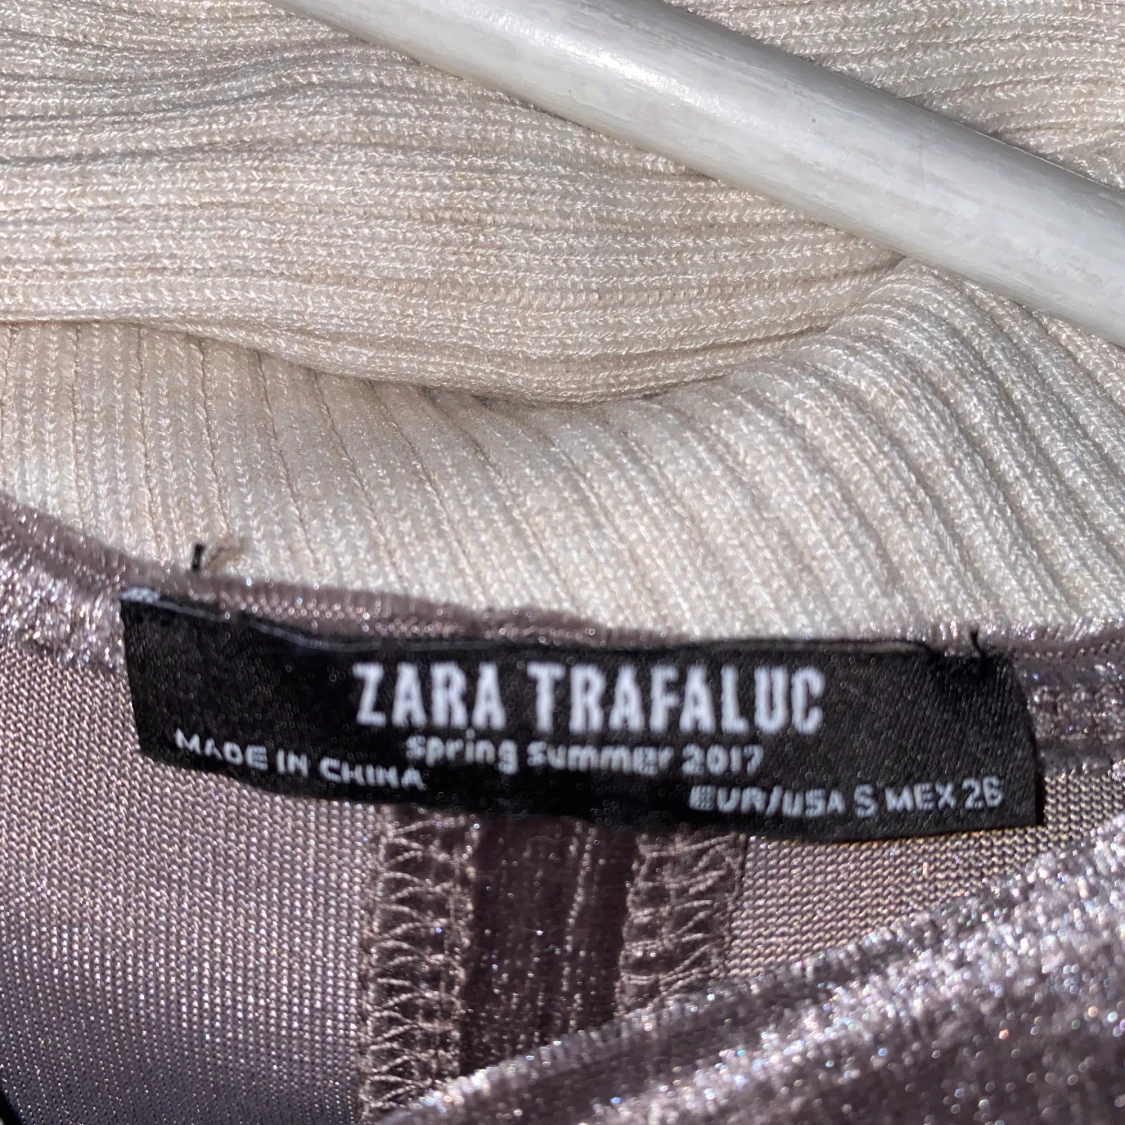 ZARA TRAFALUC
spring summer 2017
MADE IN CHINA
EUR/USA S MEX 26